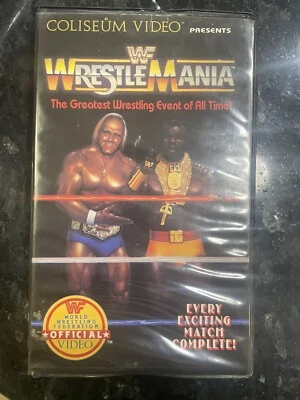 COLISEUM VIDEO PRESENTS
WF
WRESTLEMANIA
The Greatest Wrestling Event of All Time!
WF
WORLD
WRESTLING
FEDERATION
OFFICIAL
VIDEO
EVERY
EXCITING
MATCH
COMPLETE!